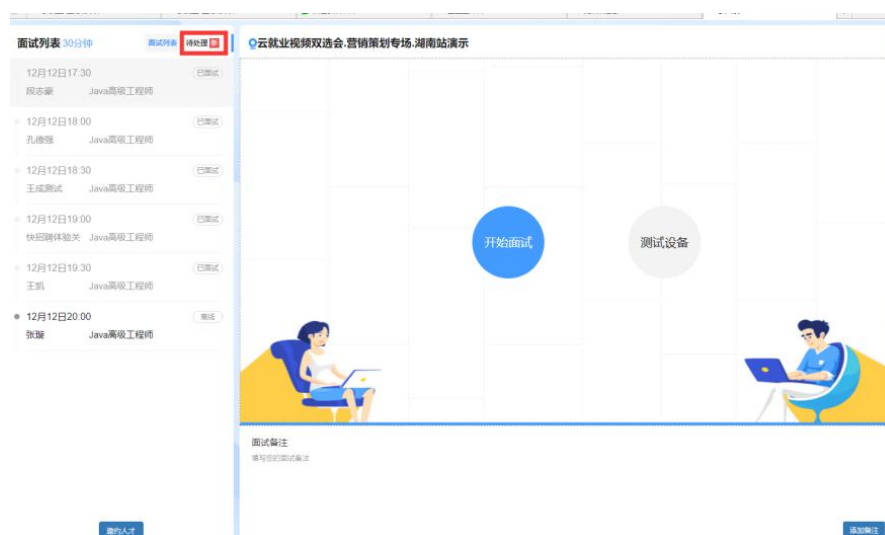 面试列表 30分钟 面试列表 待处理
云就业视频双选会.营销策划专场.湖南站演示
12月12日17:30 已面试
段志豪 Java高级工程师
12月12日18:00 已面试
孔德强 Java高级工程师
12月12日18:30 已面试
王成测试 Java高级工程师
12月12日19:00 已面试
快招聘体验关 Java高级工程师
12月12日19:30 已面试
王凯 Java高级工程师
12月12日20:00 离线
张璇 Java高级工程师
开始面试
测试设备
面试备注
填写您的面试备注
邀约人才
添加备注